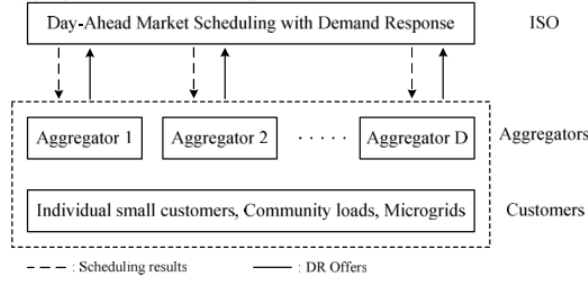 Day-Ahead Market Scheduling with Demand Response
ISO
Aggregator 1
Aggregator 2
· · · · ·
Aggregator D
Aggregators
Individual small customers, Community loads, Microgrids
Customers
: Scheduling results
: DR Offers